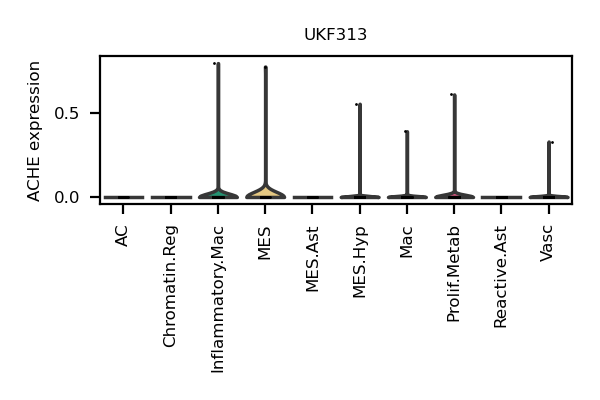 UKF313
ACHE expression
0.5
0.0
AC
Chromatin.Reg
Inflammatory.Mac
MES
MES.Ast
MES.Hyp
Mac
Prolif.Metab
Reactive.Ast
Vasc